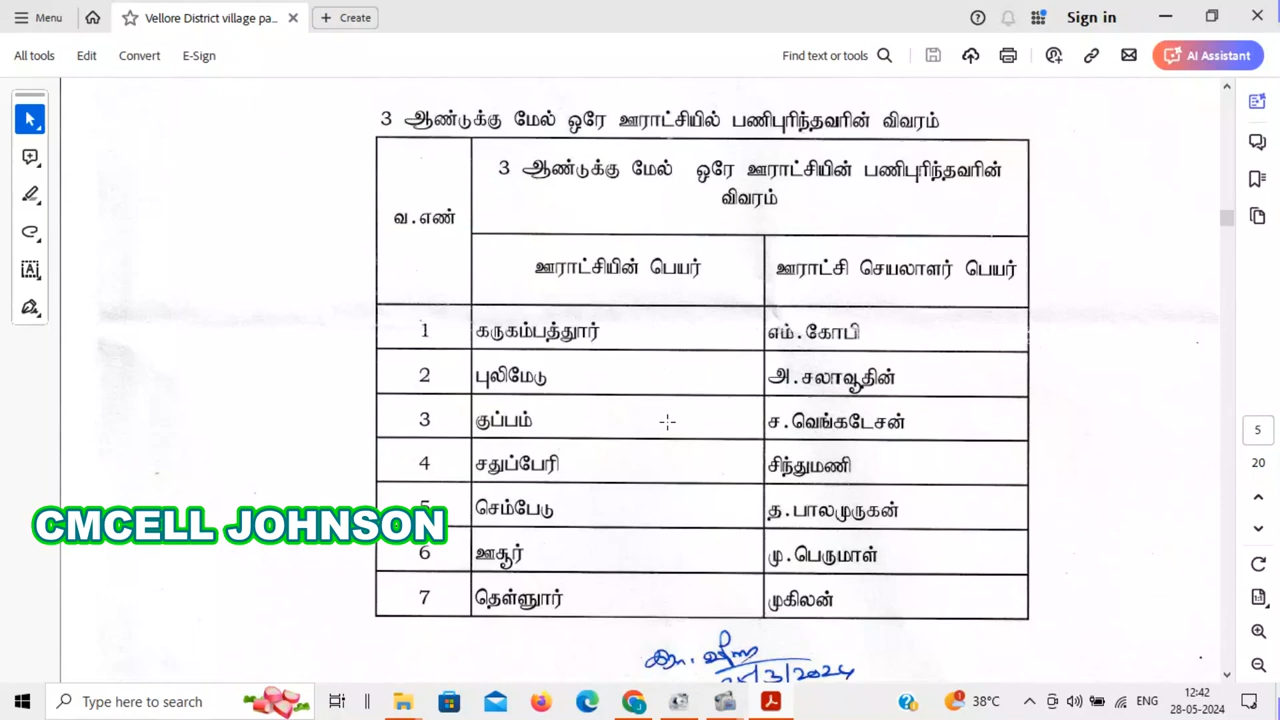 Menu
Vellore District village pa...
Create
Sign in
All tools
Edit
Convert
E-Sign
Find text or tools
AI Assistant
3 ஆண்டுக்கு மேல் ஒரே ஊராட்சியில் பணிபுரிந்தவரின் விவரம்
வ.எண்
3 ஆண்டுக்கு மேல் ஒரே ஊராட்சியின் பணிபுரிந்தவரின்
விவரம்
ஊராட்சியின் பெயர்
ஊராட்சி செயலாளர் பெயர்
1 கருகம்பத்தூர் எம்.கோபி
2 புலிமேடு அ.சலாவூதின்
3 குப்பம் ச.வெங்கடேசன்
4 சதுப்பேரி சிந்துமணி
5 செம்பேடு த.பாலமுருகன்
6 ஊசூர் மு.பெருமாள்
7 தெள்ளூர் முகிலன்
CMCELL JOHNSON
5
20
Type here to search
38°C
ENG
12:42
28-05-2024